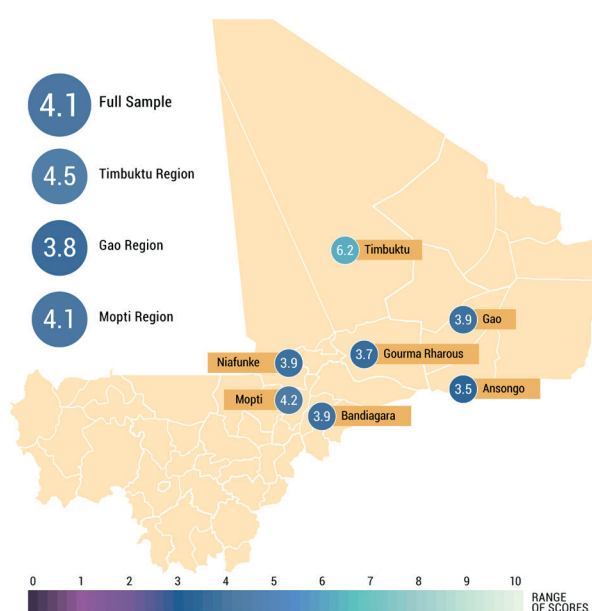 4.1 Full Sample
4.5 Timbuktu Region
3.8 Gao Region
4.1 Mopti Region
6.2 Timbuktu
3.9 Gao
3.7 Gourma Rharous
Niafunke 3.9
3.5 Ansongo
Mopti 4.2
3.9 Bandiagara
0 1 2 3 4 5 6 7 8 9 10
RANGE
OF SCORES